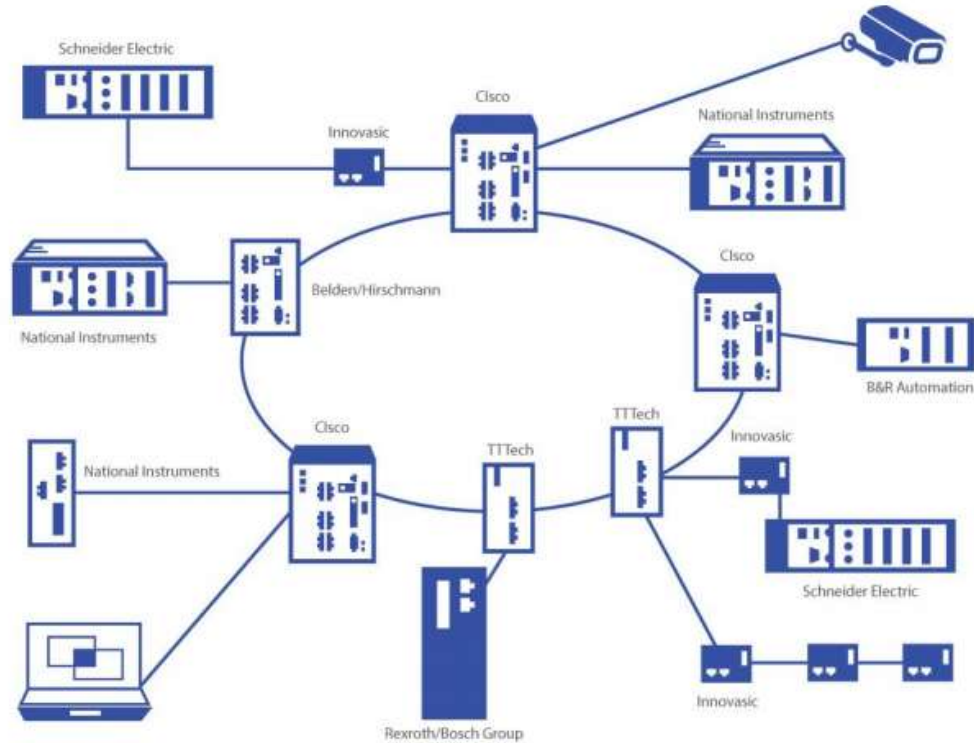 Schneider Electric
Cisco
National Instruments
Innovasic
Cisco
Belden/Hirschmann
National Instruments
B&R Automation
TTTech
Cisco
Innovasic
TTTech
National Instruments
Schneider Electric
Innovasic
Rexroth/Bosch Group